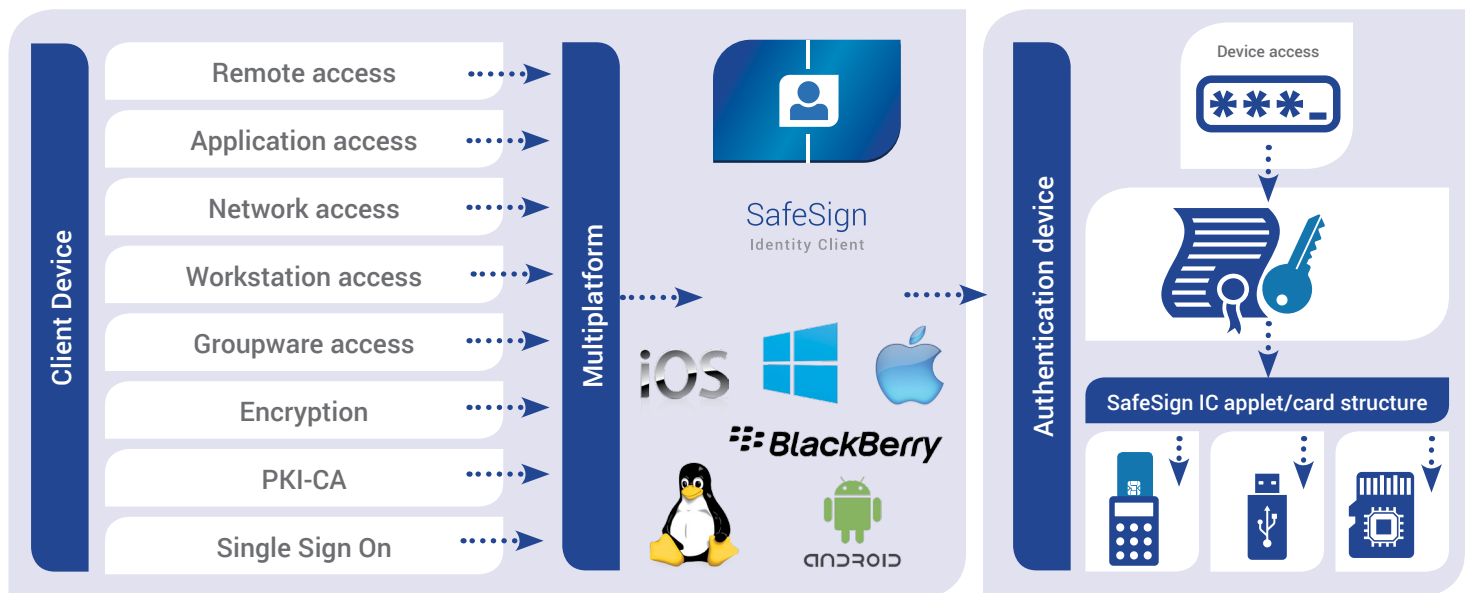 Client Device
Remote access
Application access
Network access
Workstation access
Groupware access
Encryption
PKI-CA
Single Sign On
Multiplatform
SafeSign
Identity Client
iOS
BlackBerry
ANDROID
Authentication device
Device access
***_
SafeSign IC applet/card structure